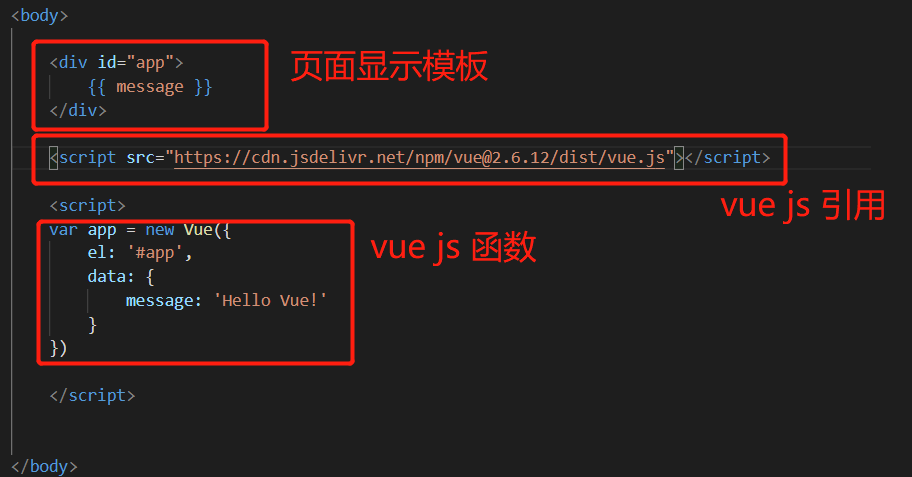 <body>
<div id="app">
页面显示模板
{{ message }}
</div>
<script src="https://cdn.jsdelivr.net/npm/vue@2.6.12/dist/vue.js"></script>
vue js 引用
<script>
var app = new Vue({
vue js 函数
el: '#app',
data: {
message: 'Hello Vue!'
}
})
</script>
</body>